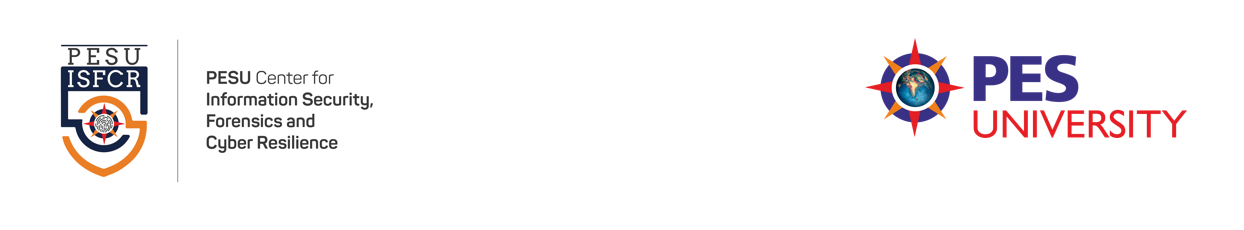 PESU
ISFCR
PESU Center for
Information Security,
Forensics and
Cyber Resilience
PES
UNIVERSITY